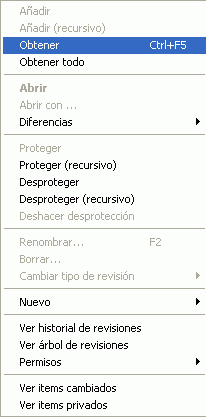 Añadir
Añadir (recursivo)
Obtener Ctrl+F5
Obtener todo
Abrir
Abrir con ...
Diferencias
Proteger
Proteger (recursivo)
Desproteger
Desproteger (recursivo)
Deshacer desprotección
Renombrar... F2
Borrar...
Cambiar tipo de revisión
Nuevo
Ver historial de revisiones
Ver árbol de revisiones
Permisos
Ver items cambiados
Ver items privados